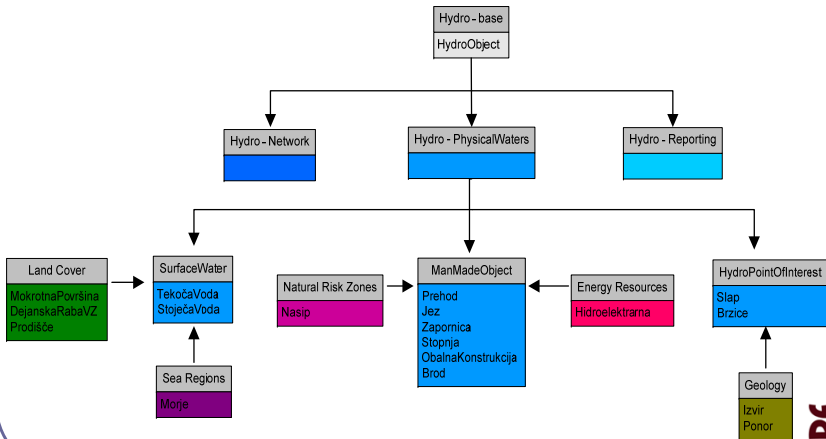 Hydro - base
HydroObject
Hydro - Network
Hydro - PhysicalWaters
Hydro - Reporting
Land Cover
MokrotnaPovršina
DejanskaRabaVZ
Prodišče
SurfaceWater
TekočaVoda
StoječaVoda
Natural Risk Zones
Nasip
ManMadeObject
Prehod
Jez
Zapornica
Stopnja
ObalnaKonstrukcija
Brod
Energy Resources
Hidroelektrarna
HydroPointOfInterest
Slap
Brzice
Sea Regions
Morje
Geology
Izvir
Ponor